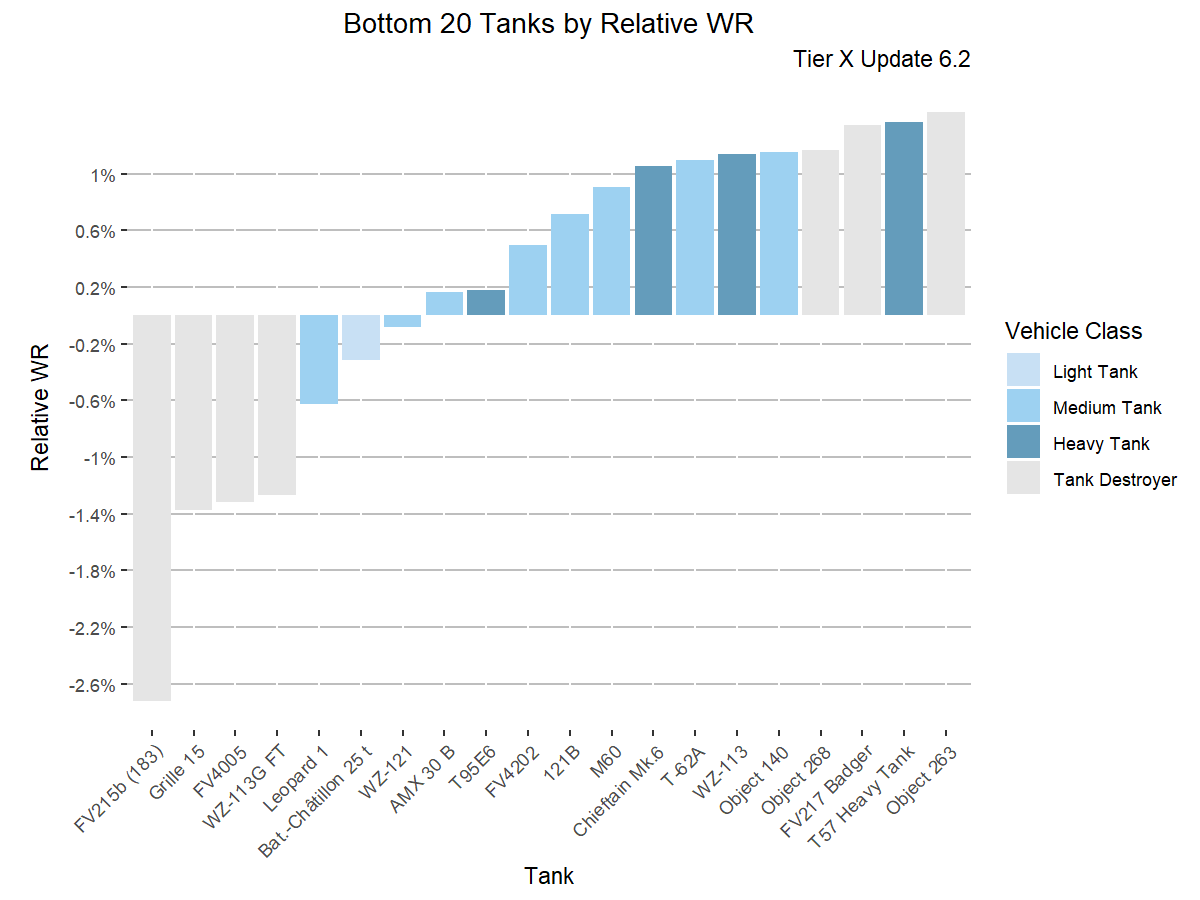 Bottom 20 Tanks by Relative WR
Tier X Update 6.2
Relative WR
1%
0.6%
0.2%
-0.2%
-0.6%
-1%
-1.4%
-1.8%
-2.2%
-2.6%
FV215b (183)
Grille 15
FV4005
WZ-113G FT
Leopard 1
Bat.-Châtillon 25 t
WZ-121
AMX 30 B
T95E6
FV4202
121B
M60
Chieftain Mk.6
T-62A
WZ-113
Object 140
Object 268
FV217 Badger
T57 Heavy Tank
Object 263
Tank
Vehicle Class
Light Tank
Medium Tank
Heavy Tank
Tank Destroyer